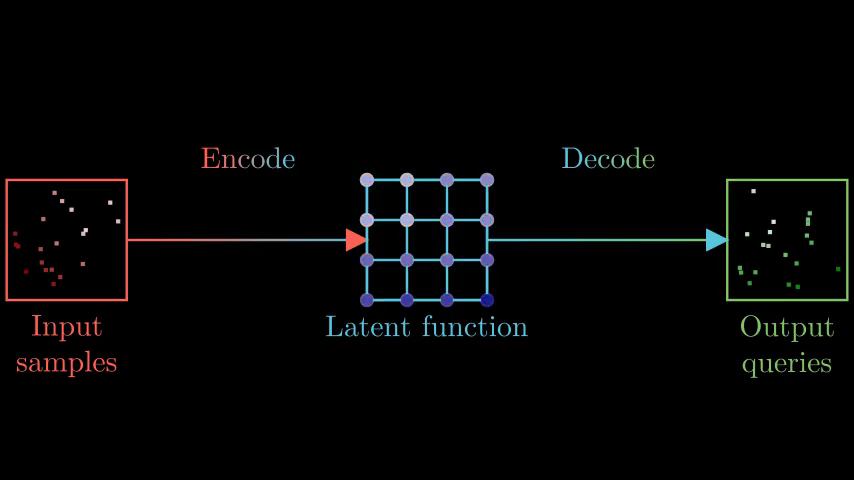 Encode
Decode
Input
samples
Latent function
Output
queries